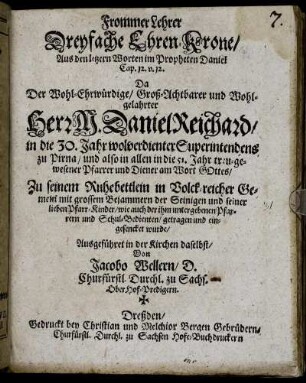 7.
Frommer Lehrer
Dreyfache Ehren-Krone/
Aus den letzern Worten im Propheten Daniel
Cap. 12. v. 12.
Da
Der Wohl-Ehrwürdige/ Groß-Achtbarer und Wohl-
gelahrter
Herr M. Daniel Reichard/
in die 30. Jahr wolverdienter Superintendens
zu Pirna/ und also in allen in die 51. Jahr treu-ge-
wesener Pfarrer und Diener am Wort GOttes/
Zu seinem Ruhebettlein in Volck-reicher Ge-
mein mit grossem Bejammern der Seinigen und seiner
lieben Pfarr-Kinder/ wie auch der ihm untergebenen Pfar-
rern und Schul-Bedienten/ getragen und ein-
gesencket wurde/
Ausgeführet in der Kirchen daselbst/
Von
Jacobo Wellern/ D.
Churfürstl. Durchl. zu Sachs.
Ober Hof-Predigern.
Dreßden/
Gedruckt bey Christian und Melchior Bergen Gebrüdern/
Churfürstl. Durchl. zu Sachsen Hofe-Buchdruckern